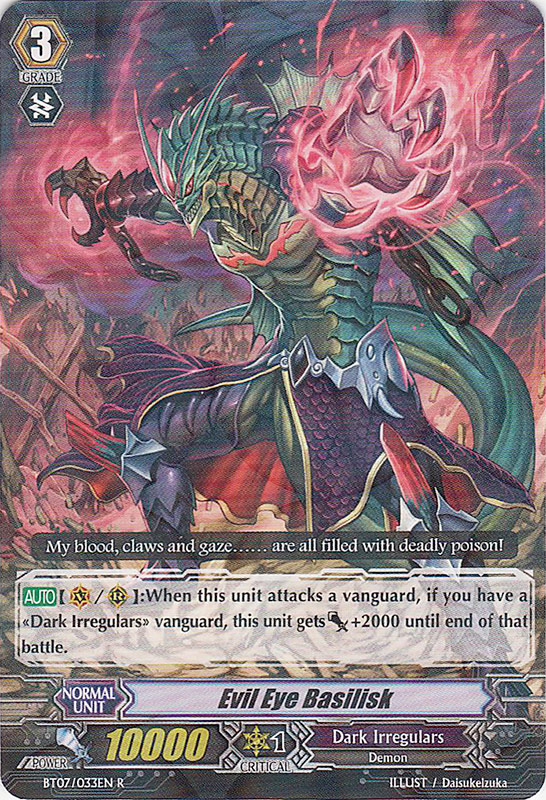 3
GRADE
My blood, claws and gaze...... are all filled with deadly poison!
AUTO【 V / R 】:When this unit attacks a vanguard, if you have a
«Dark Irregulars» vanguard, this unit gets +2000 until end of that
battle.
NORMAL
UNIT
Evil Eye Basilisk
POWER
10000
1
CRITICAL
Dark Irregulars
Demon
BT07/033EN R
ILLUST / DaisukeIzuka